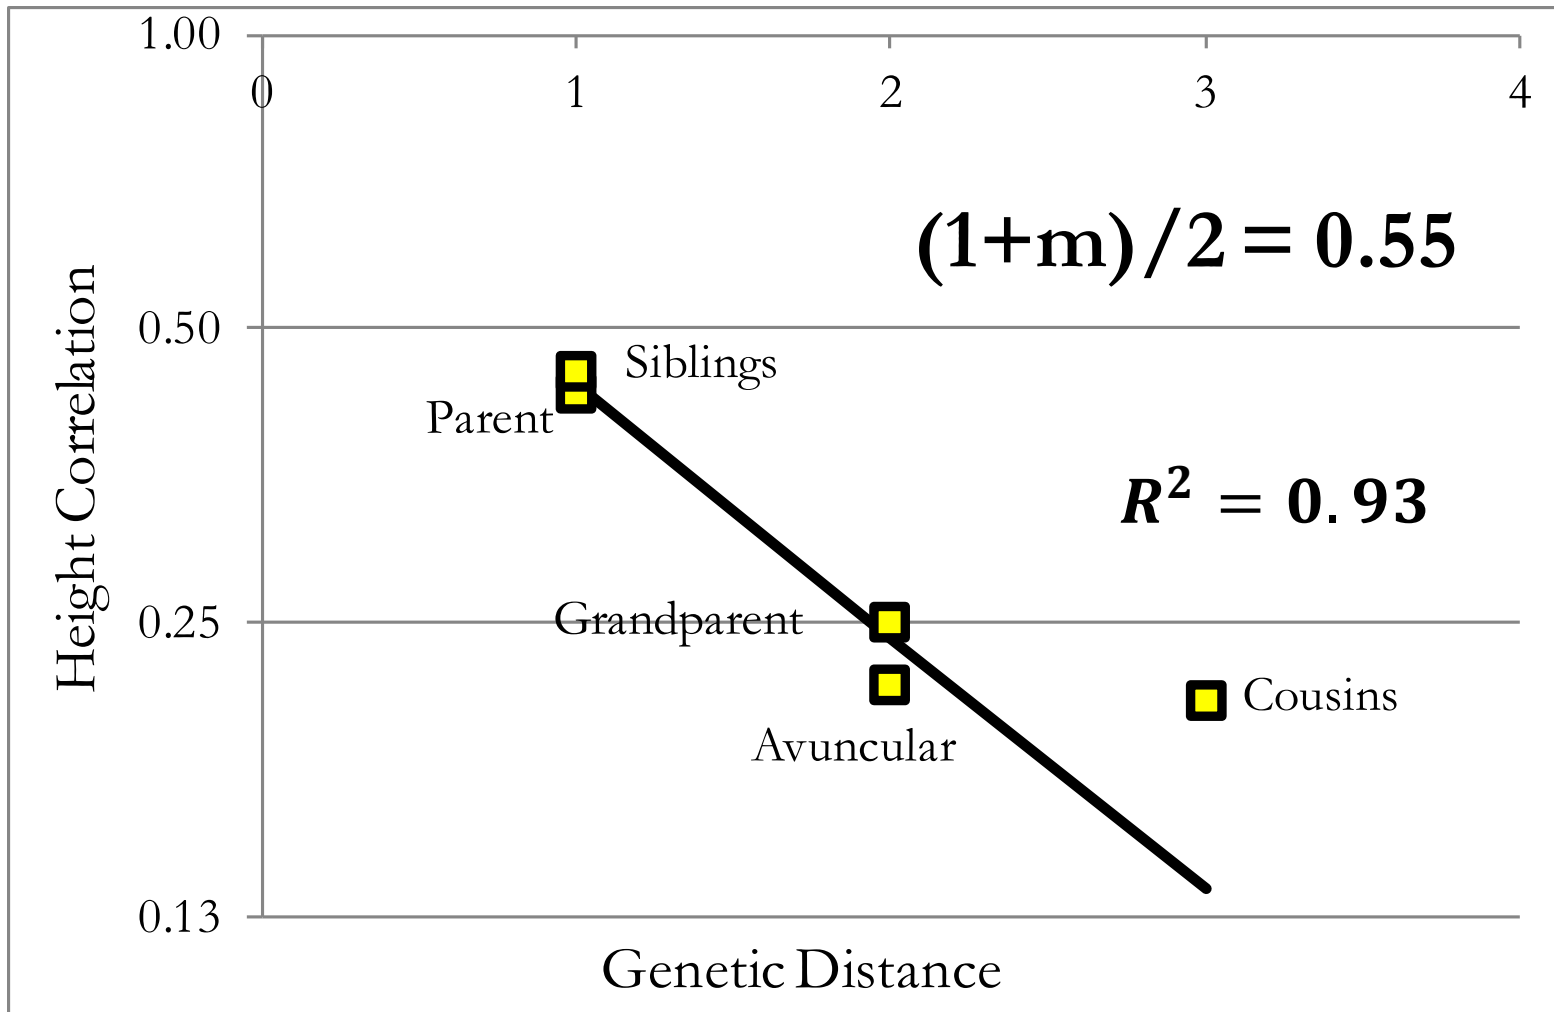 1.00
0 1 2 3 4
(1+m)/2 = 0.55
0.50
Siblings
Parent
R² = 0.93
Height Correlation
0.25
Grandparent
Cousins
Avuncular
0.13
Genetic Distance